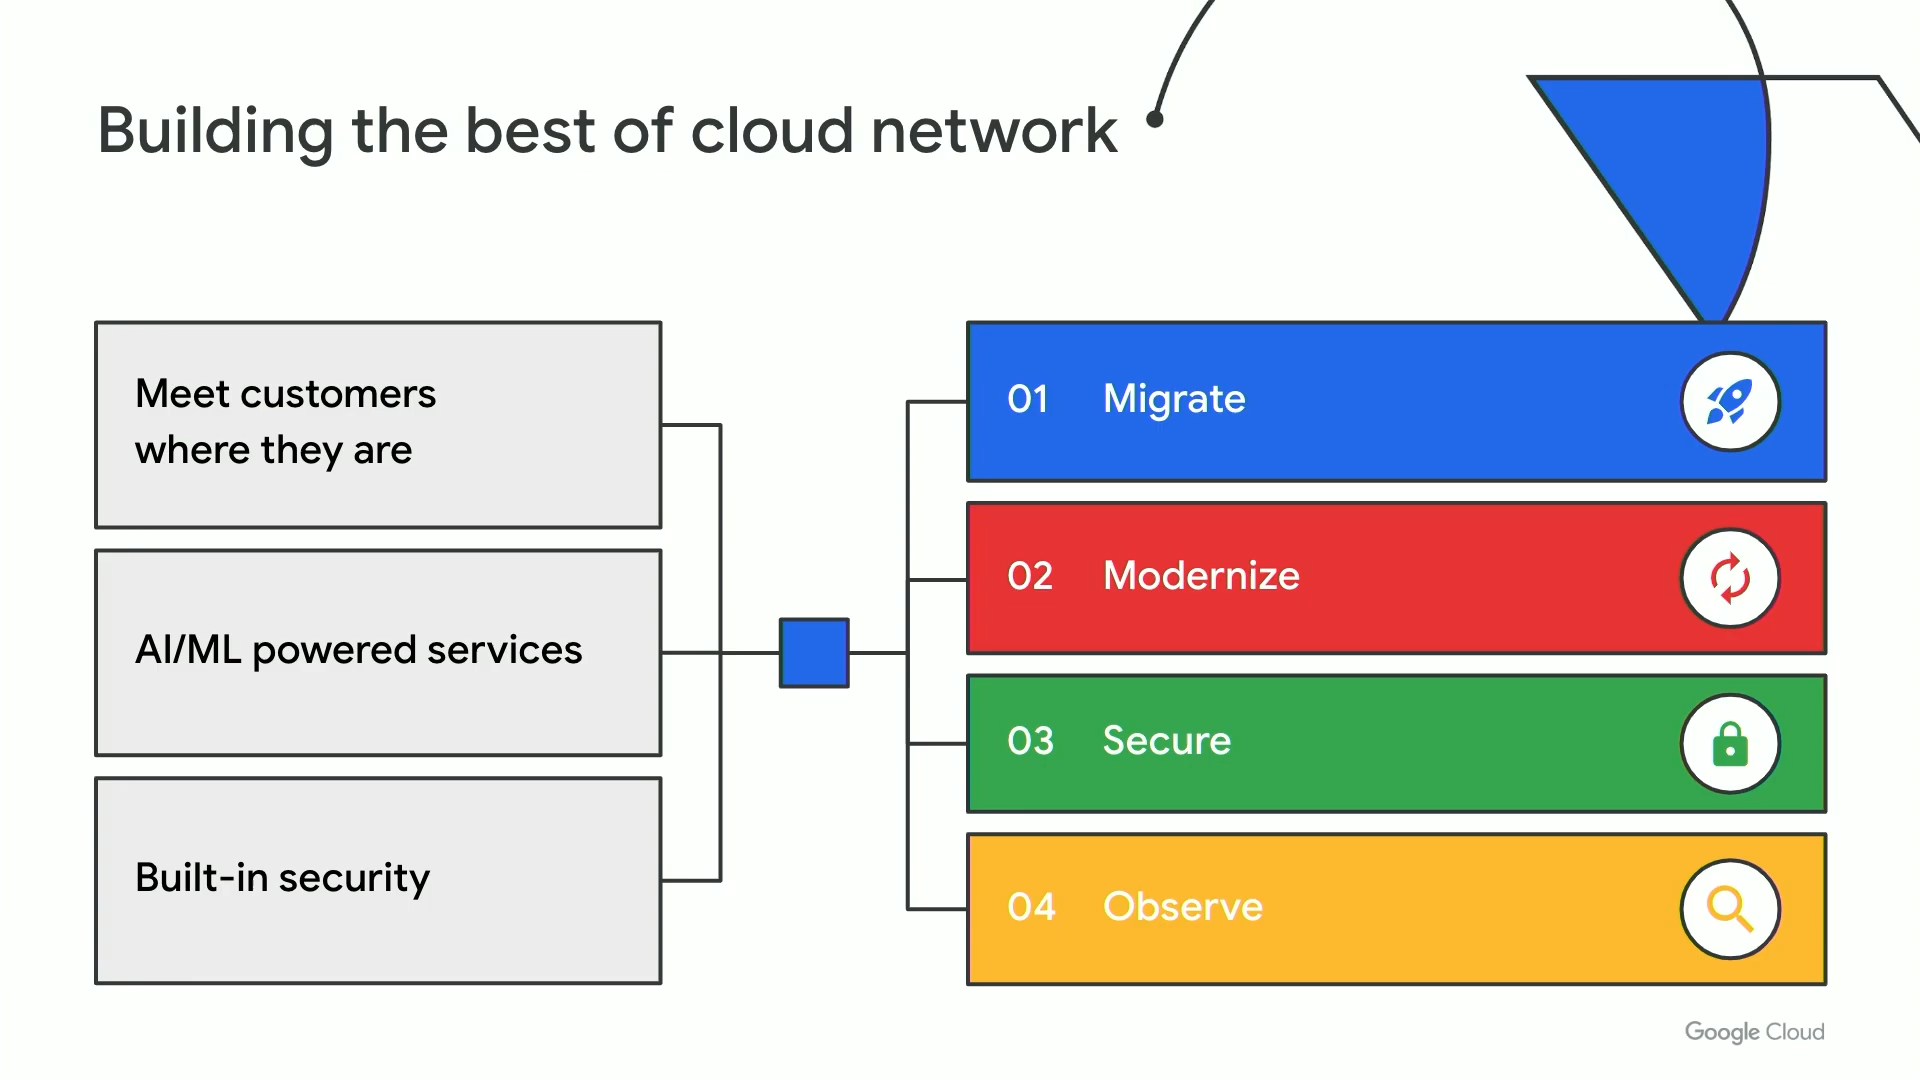 Building the best of cloud network
Meet customers
where they are
AI/ML powered services
Built-in security
01 Migrate
02 Modernize
03 Secure
04 Observe
Google Cloud